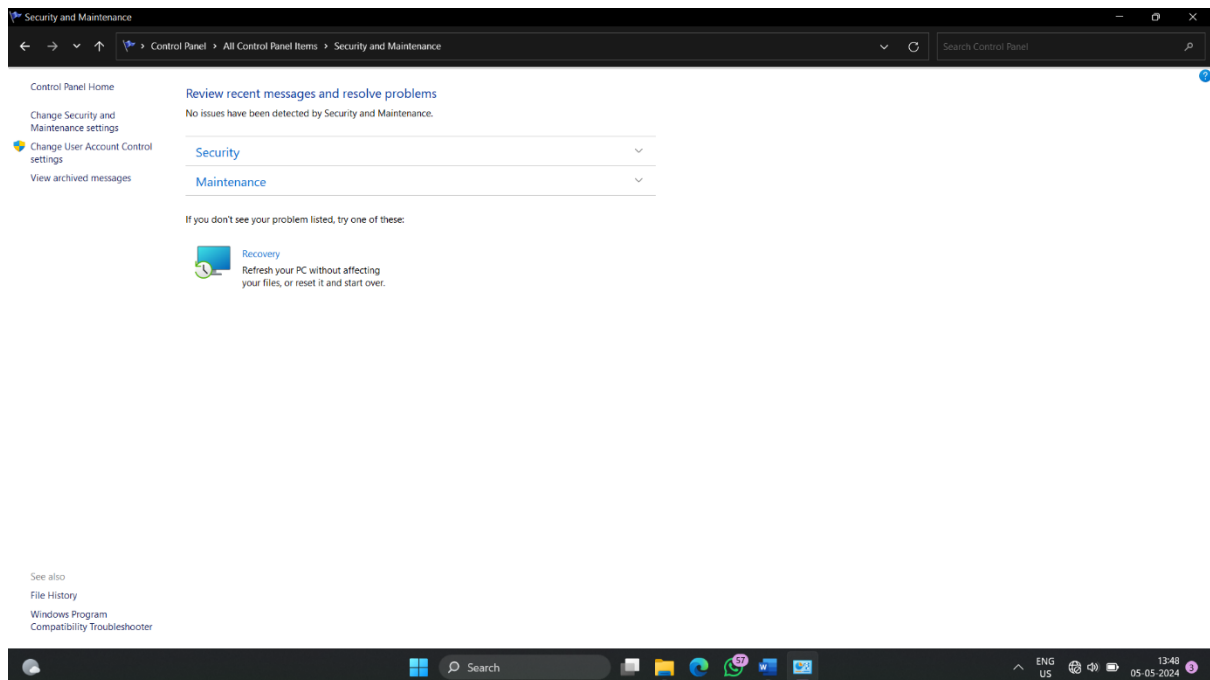 Security and Maintenance
Control Panel > All Control Panel Items > Security and Maintenance
Search Control Panel
Control Panel Home
Change Security and
Maintenance settings
Change User Account Control
settings
View archived messages
Review recent messages and resolve problems
No issues have been detected by Security and Maintenance.
Security
Maintenance
If you don't see your problem listed, try one of these:
Recovery
Refresh your PC without affecting
your files, or reset it and start over.
See also
File History
Windows Program
Compatibility Troubleshooter
Search
57
ENG
US
13:48
05-05-2024
3